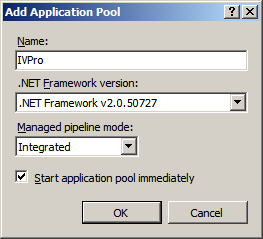 Add Application Pool
Name:
IVPro
.NET Framework version:
.NET Framework v2.0.50727
Managed pipeline mode:
Integrated
Start application pool immediately
OK Cancel